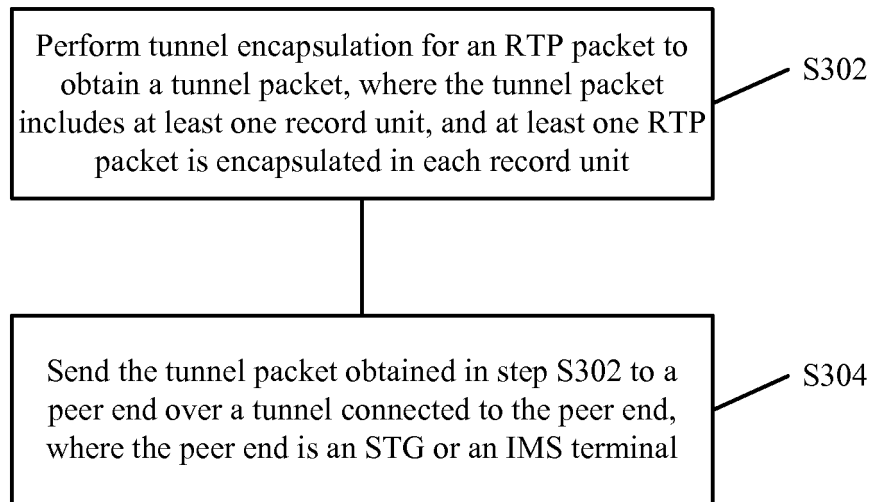 Perform tunnel encapsulation for an RTP packet to
obtain a tunnel packet, where the tunnel packet
includes at least one record unit, and at least one RTP
packet is encapsulated in each record unit
S302
Send the tunnel packet obtained in step S302 to a
peer end over a tunnel connected to the peer end,
where the peer end is an STG or an IMS terminal
S304